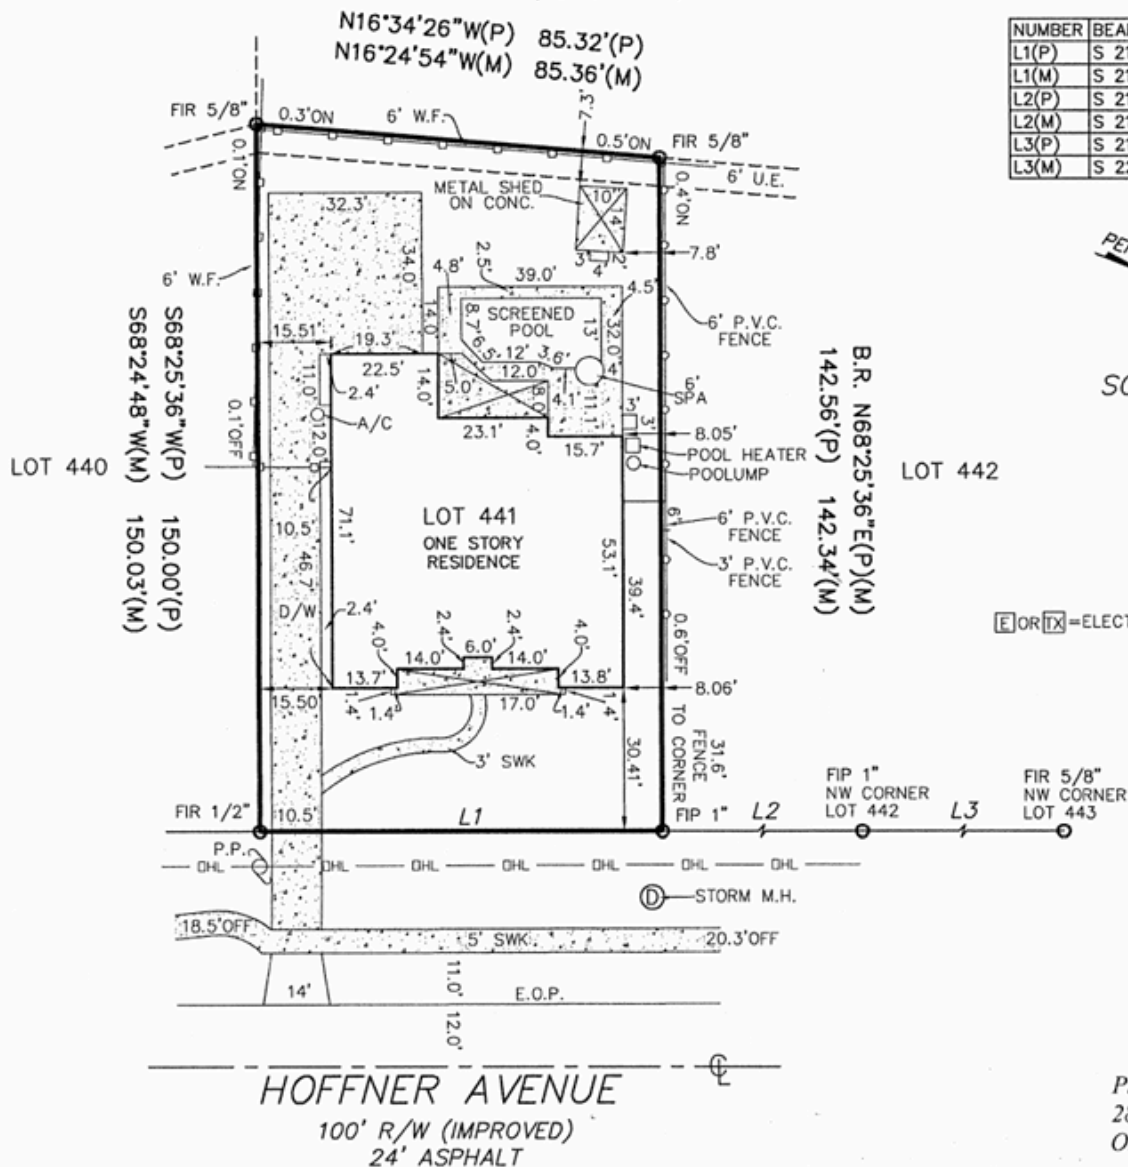 N16°34'26"W(P) 85.32'(P)
N16°24'54"W(M) 85.36'(M)
NUMBER BEA
L1(P) S 21
L1(M) S 21
L2(P) S 21
L2(M) S 21
L3(P) S 21
L3(M) S 22
FIR 5/8"
0.3'ON
6' W.F.
7.3'
0.5'ON
FIR 5/8"
0.1'ON
6' U.E.
METAL SHED
ON CONC.
10'
14'
0.4'ON
32.3'
3'
4'
2'
7.8'
6' W.F.
34.0'
2.5'
39.0'
4.8'
4.5'
SCREENED
POOL
8.7'
13'
32.0'
6' P.V.C.
FENCE
4.0'
15.51'
19.3'
6.5'
12'
3.6'
22.5'
11.0'
2.4'
14.0'
5.0'
12.0'
4'
6'
SPA
8.0'
4.1'
11.1'
A/C
12.0'
0.1'OFF
23.1'
4.0'
15.7'
3'
3'
8.05'
POOL HEATER
POOLUMP
S68°25'36"W(P) 150.00'(P)
S68°24'48"W(M) 150.03'(M)
B.R. N68°25'36"E(P)(M)
142.56'(P) 142.34'(M)
LOT 440
LOT 442
LOT 441
ONE STORY
RESIDENCE
10.5'
71.1'
46.7'
53.1'
39.4'
6"
6' P.V.C.
FENCE
3' P.V.C.
FENCE
D/W
2.4'
E OR TX =ELECT
4.0'
2.4'
6.0'
2.4'
4.0'
0.6'OFF
14.0'
14.0'
13.7'
13.8'
15.50'
1.4'
1.4'
17.0'
1.4'
1.4'
8.06'
3' SWK
30.41'
31.6'
FENCE
TO CORNER
FIP 1"
NW CORNER
LOT 442
FIR 5/8"
NW CORNER
LOT 443
FIR 1/2"
10.5'
L1
FIP 1"
L2
L3
P.P.
OHL OHL OHL OHL OHL OHL OHL OHL
D
STORM M.H.
18.5'OFF
5' SWK.
20.3'OFF
14'
11.0'
E.O.P.
12.0'
CL
HOFFNER AVENUE
100' R/W (IMPROVED)
24' ASPHALT